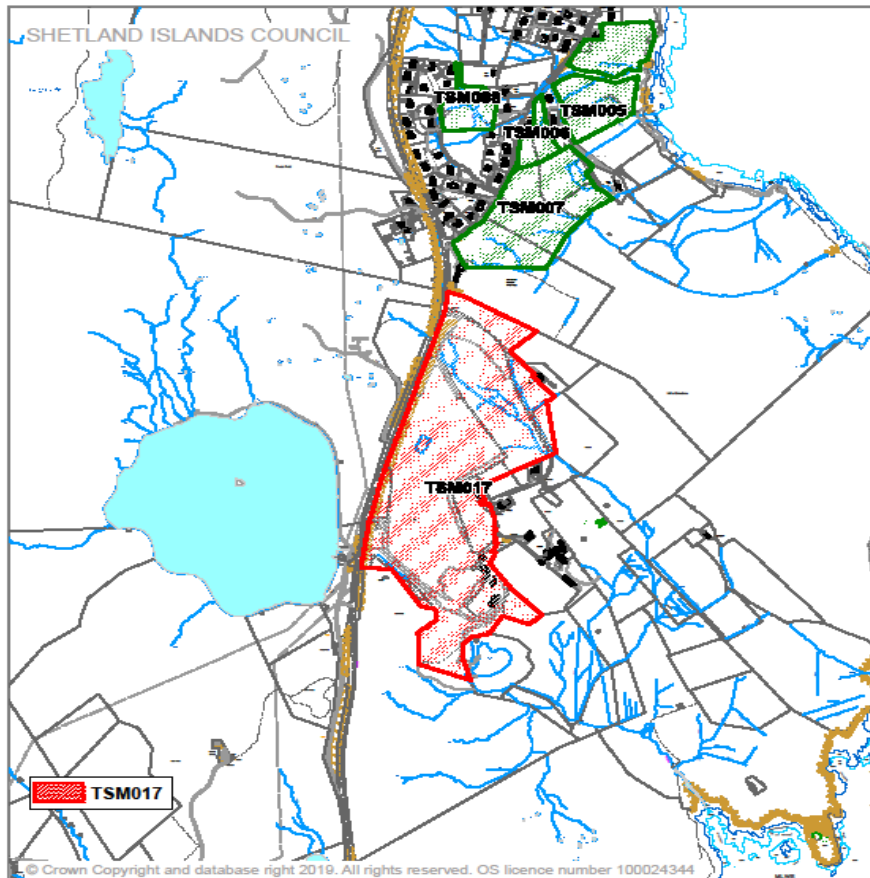 SHETLAND ISLANDS COUNCIL
TSM005
TSM006
TSM007
TSM017
TSM017
© Crown Copyright and database right 2019. All rights reserved. OS licence number 100024344